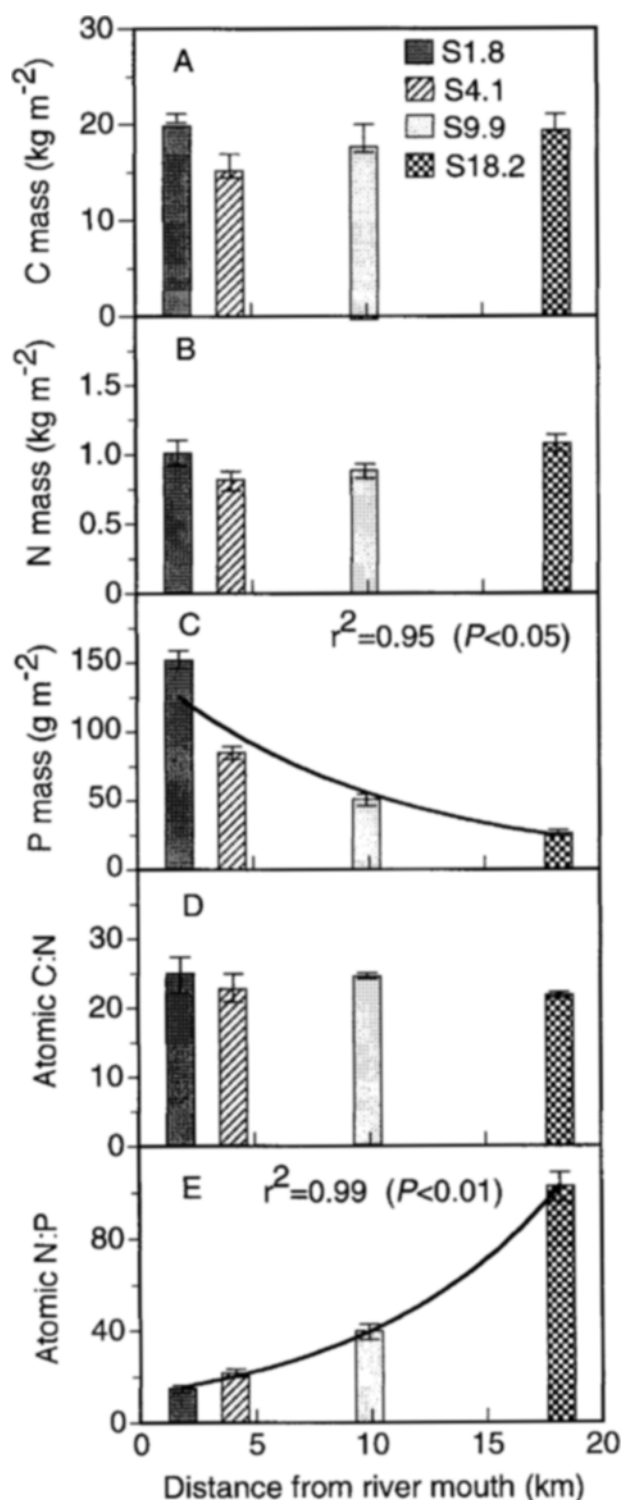 30
20
10
0
C mass (kg m⁻²)
A
S1.8
S4.1
S9.9
S18.2
1.5
1.0
0.5
0
N mass (kg m⁻²)
B
150
100
50
0
P mass (g m⁻²)
C
r²=0.95 (P<0.05)
30
20
10
0
Atomic C:N
D
80
40
0
Atomic N:P
E
r²=0.99 (P<0.01)
0 5 10 15 20
Distance from river mouth (km)